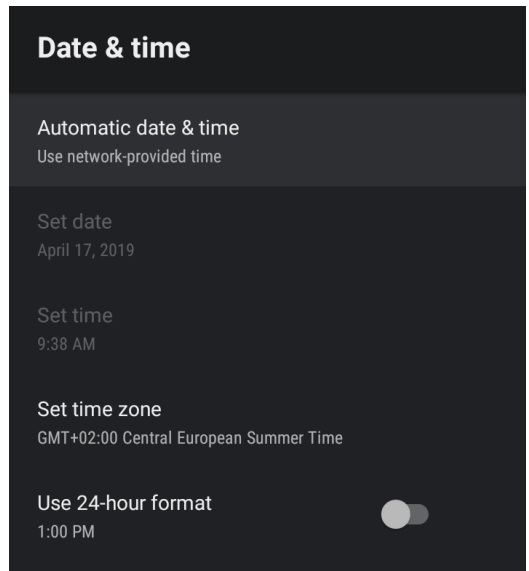 Date & time
Automatic date & time
Use network-provided time
Set date
April 17, 2019
Set time
9:38 AM
Set time zone
GMT+02:00 Central European Summer Time
Use 24-hour format
1:00 PM